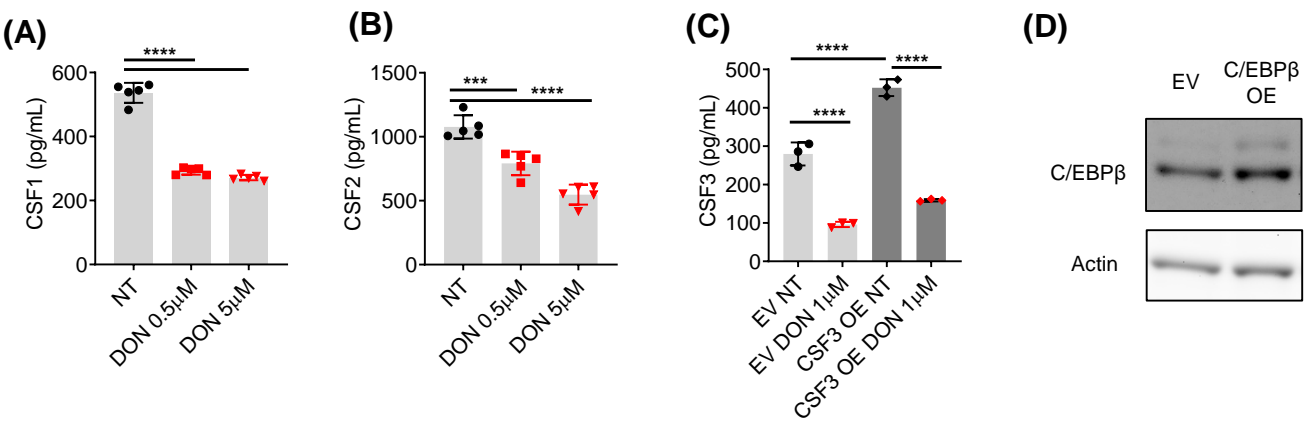 (A)
****
600
400
200
0
CSF1 (pg/mL)
NT
DON 0.5μM
DON 5μM
(B)
***
****
1500
1000
500
0
CSF2 (pg/mL)
NT
DON 0.5μM
DON 5μM
(C)
****
****
****
500
400
300
200
100
0
CSF3 (pg/mL)
EV NT
EV DON 1μM
CSF3 OE NT
CSF3 OE DON 1μM
(D)
EV
C/EBPβ
OE
C/EBPβ
Actin